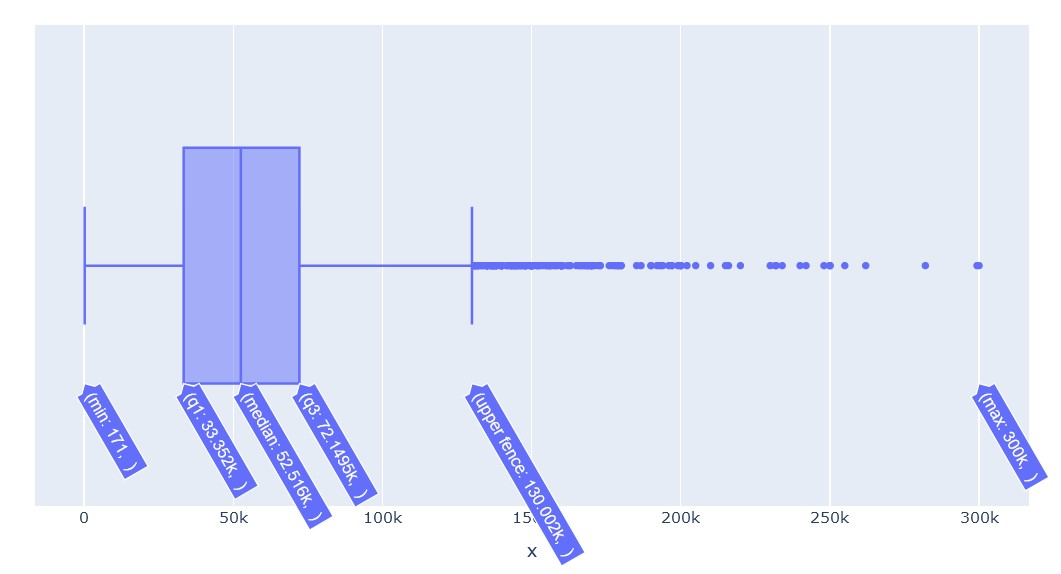 (min: 171, )
(q1: 33.352k, )
(median: 52.516k, )
(q3: 72.1495k, )
(upper fence: 130.002k, )
(max: 300k, )
0 50k 100k 200k 250k 300k
x